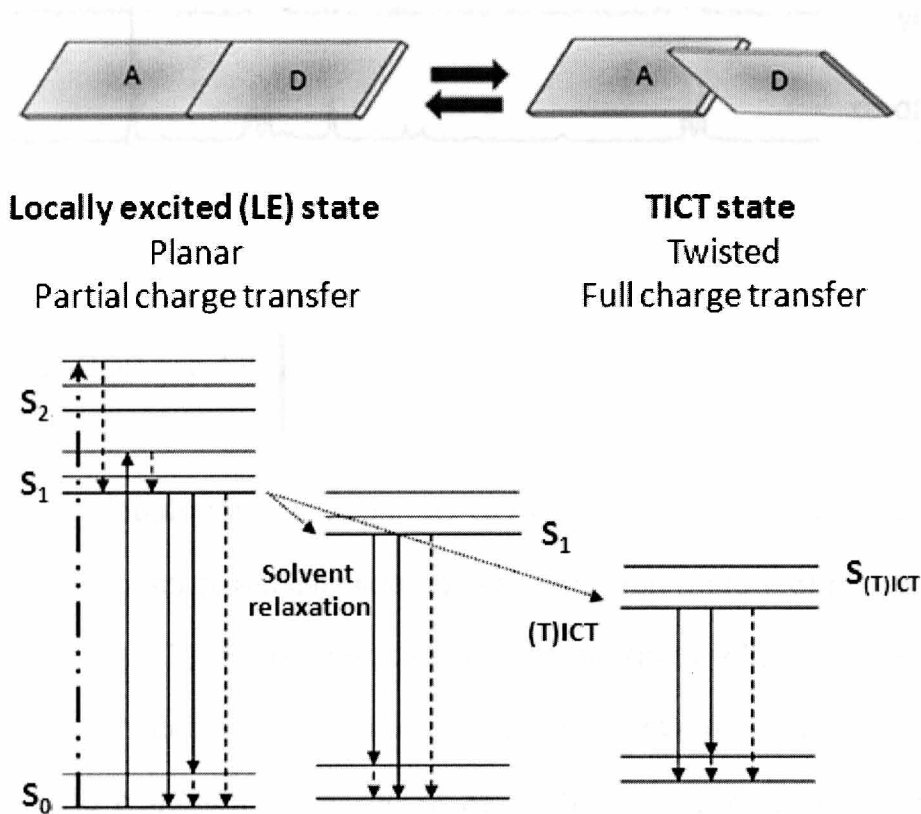 A
D
A
D
Locally excited (LE) state
Planar
Partial charge transfer
TICT state
Twisted
Full charge transfer
S2
S1
S0
Solvent
relaxation
S1
(T)ICT
S(T)ICT